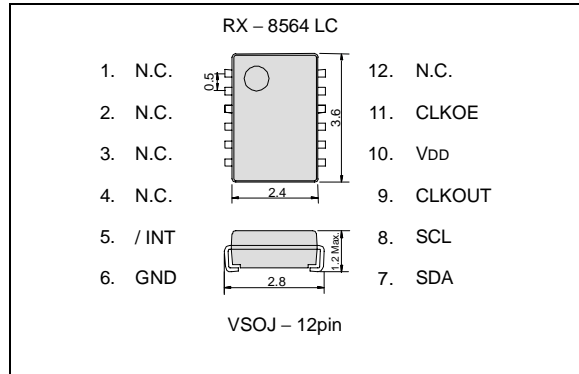 RX – 8564 LC
1. N.C.
2. N.C.
3. N.C.
4. N.C.
5. / INT
6. GND
0.5
3.6
2.4
1.2 Max.
2.8
12. N.C.
11. CLKOE
10. VDD
9. CLKOUT
8. SCL
7. SDA
VSOJ – 12pin